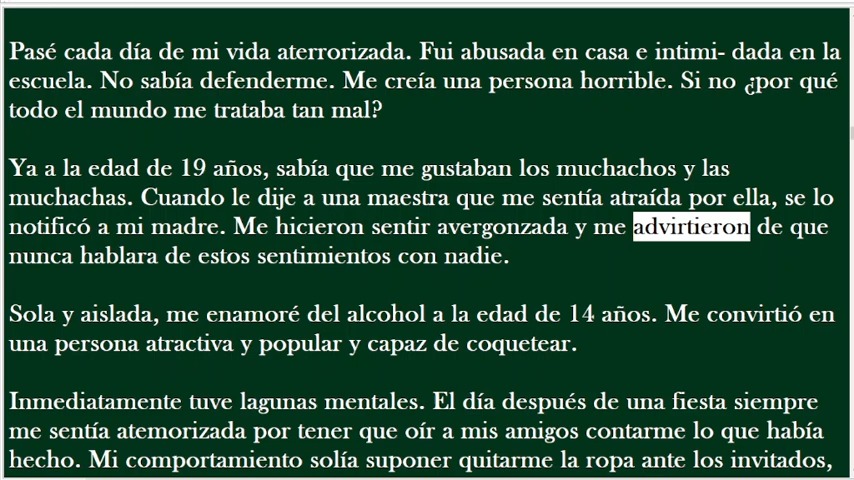 Pasé cada día de mi vida aterrorizada. Fui abusada en casa e intimi- dada en la
escuela. No sabía defenderme. Me creía una persona horrible. Si no ¿por qué
todo el mundo me trataba tan mal?
Ya a la edad de 19 años, sabía que me gustaban los muchachos y las
muchachas. Cuando le dije a una maestra que me sentía atraída por ella, se lo
notificó a mi madre. Me hicieron sentir avergonzada y me advirtieron de que
nunca hablara de estos sentimientos con nadie.
Sola y aislada, me enamoré del alcohol a la edad de 14 años. Me convirtió en
una persona atractiva y popular y capaz de coquetear.
Inmediatamente tuve lagunas mentales. El día después de una fiesta siempre
me sentía atemorizada por tener que oír a mis amigos contarme lo que había
hecho. Mi comportamiento solía suponer quitarme la ropa ante los invitados,